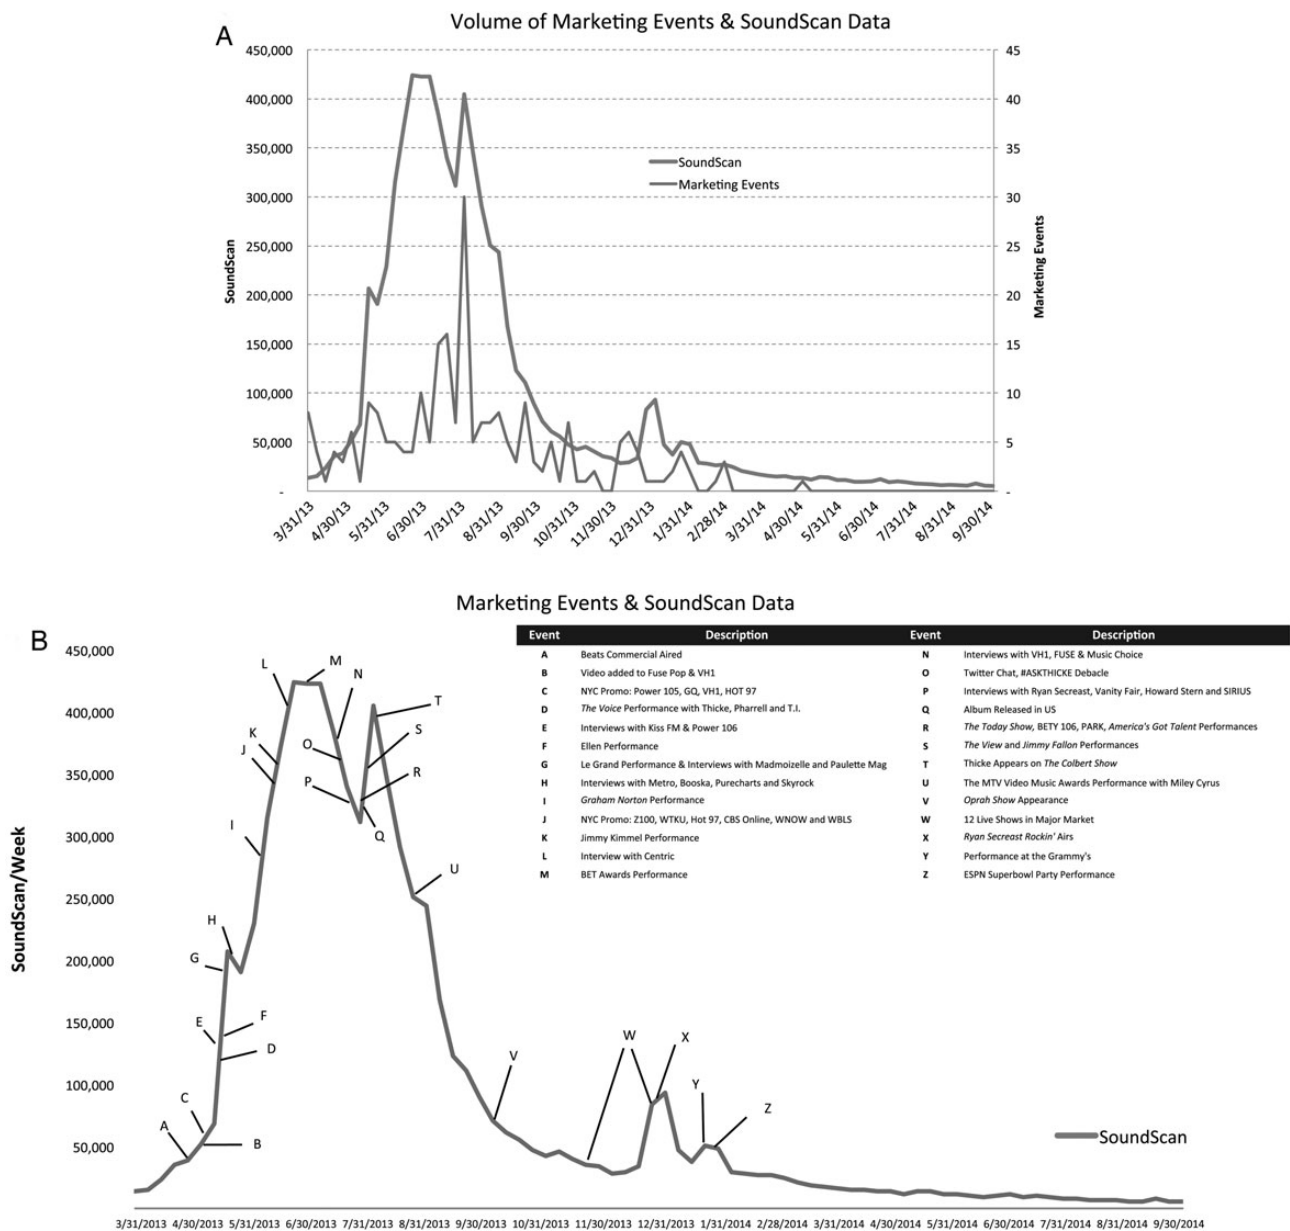 Volume of Marketing Events & SoundScan Data
A
450,000
400,000
350,000
300,000
250,000
200,000
150,000
100,000
50,000
-
SoundScan
45
40
35
30
25
20
15
10
5
-
Marketing Events
SoundScan
Marketing Events
3/31/13
4/30/13
5/31/13
6/30/13
7/31/13
8/31/13
9/30/13
10/31/13
11/30/13
12/31/13
1/31/14
2/28/14
3/31/14
4/30/14
5/31/14
6/30/14
7/31/14
8/31/14
9/30/14
Marketing Events & SoundScan Data
B
Event Description Event Description
A Beats Commercial Aired N Interviews with VH1, FUSE & Music Choice
B Video added to Fuse Pop & VH1 O Twitter Chat, #ASKTHICKE Debacle
C NYC Promo: Power 105, GQ, VH1, HOT 97 P Interviews with Ryan Secreast, Vanity Fair, Howard Stern and SIRIUS
D The Voice Performance with Thicke, Pharrell and T.I. Q Album Released in US
E Interviews with Kiss FM & Power 106 R The Today Show, BETY 106, PARK, America's Got Talent Performances
F Ellen Performance S The View and Jimmy Fallon Performances
G Le Grand Performance & Interviews with Madmoizelle and Paulette Mag T Thicke Appears on The Colbert Show
H Interviews with Metro, Booska, Purecharts and Skyrock U The MTV Video Music Awards Performance with Miley Cyrus
I Graham Norton Performance V Oprah Show Appearance
J NYC Promo: Z100, WTKU, Hot 97, CBS Online, WNOW and WBLS W 12 Live Shows in Major Market
K Jimmy Kimmel Performance X Ryan Secreast Rockin' Airs
L Interview with Centric Y Performance at the Grammy's
M BET Awards Performance Z ESPN Superbowl Party Performance
450,000
400,000
350,000
300,000
250,000
200,000
150,000
100,000
50,000
SoundScan/Week
L
M
N
T
K
J
O
S
P
R
I
Q
U
H
G
E
F
D
C
A
B
V
W
X
Y
Z
SoundScan
3/31/2013 4/30/2013 5/31/2013 6/30/2013 7/31/2013 8/31/2013 9/30/2013 10/31/2013 11/30/2013 12/31/2013 1/31/2014 2/28/2014 3/31/2014 4/30/2014 5/31/2014 6/30/2014 7/31/2014 8/31/2014 9/30/2014